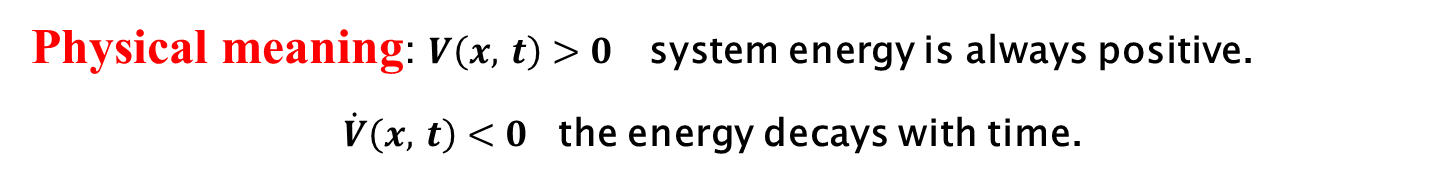 Physical meaning: V(x, t) > 0 system energy is always positive.
V̇(x, t) < 0 the energy decays with time.